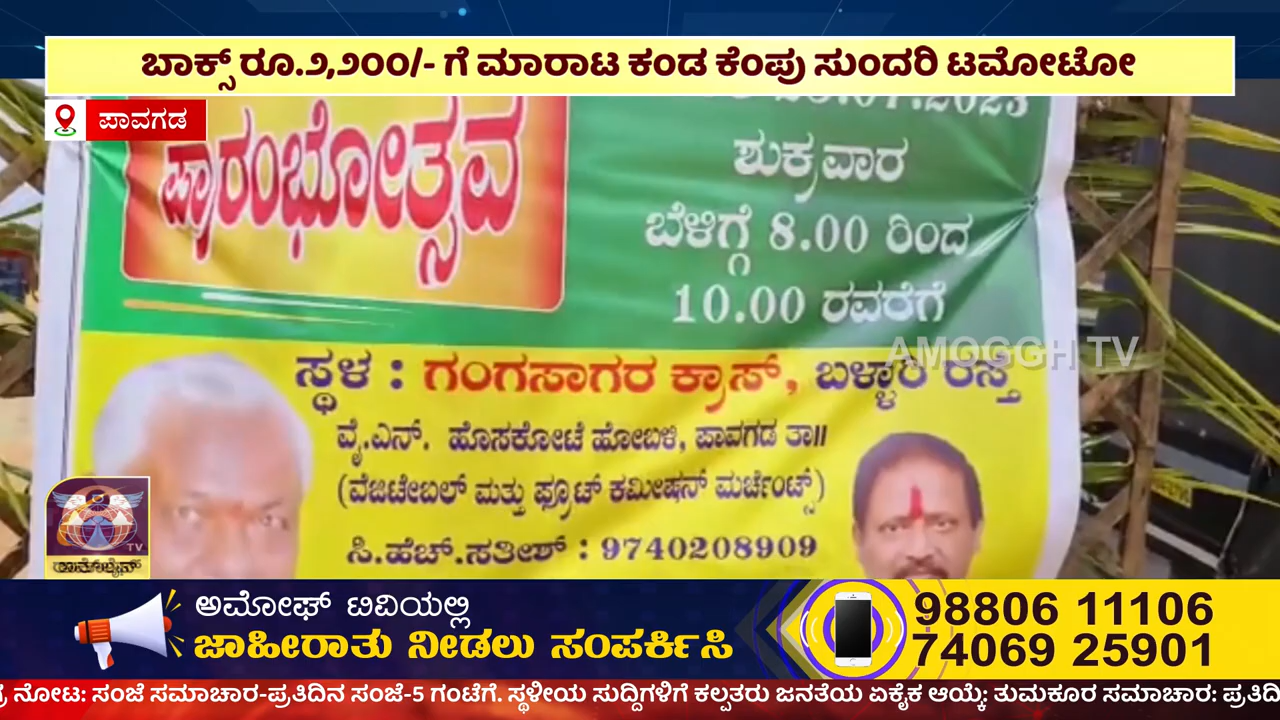 ಬಾಕ್ಸ್ ರೂ.೨,೨೦೦/- ಗೆ ಮಾರಾಟ ಕಂಡ ಕೆಂಪು ಸುಂದರಿ ಟಮೋಟೋ
ಪಾವಗಡ
ಪ್ರಾರಂಭೋತ್ಸವ
ಶುಕ್ರವಾರ
ಬೆಳಿಗ್ಗೆ 8.00 ರಿಂದ
10.00 ರವರೆಗೆ
AMOGGH TV
ಸ್ಥಳ : ಗಂಗಸಾಗರ ಕ್ರಾಸ್, ಬಳ್ಳಾರಿ ರಸ್ತೆ
ವೈ.ಎನ್. ಹೊಸಕೋಟೆ ಹೋಬಳಿ, ಪಾವಗಡ ತಾ||
(ವೆಜಿಟೇಬಲ್ ಮತ್ತು ಫ್ರೂಟ್ ಕಮೀಷನ್ ಮರ್ಚೆಂಟ್ಸ್)
ಸಿ.ಹೆಚ್.ಸತೀಶ್ : 9740208909
TV
ಅಮೋಘ್ ಟಿವಿಯಲ್ಲಿ
ಜಾಹೀರಾತು ನೀಡಲು ಸಂಪರ್ಕಿಸಿ
98806 11106
74069 25901
ನೋಟ: ಸಂಜೆ ಸಮಾಚಾರ-ಪ್ರತಿದಿನ ಸಂಜೆ-5 ಗಂಟೆಗೆ. ಸ್ಥಳೀಯ ಸುದ್ದಿಗಳಿಗೆ ಕಲ್ಪತರು ಜನತೆಯ ಏಕೈಕ ಆಯ್ಕೆ: ತುಮಕೂರ ಸಮಾಚಾರ: ಪ್ರತಿದಿ